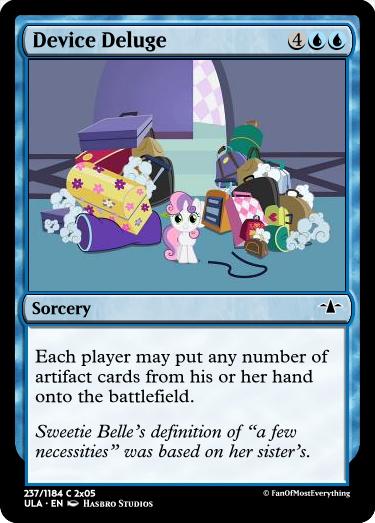 Device Deluge 4
Sorcery
Each player may put any number of
artifact cards from his or her hand
onto the battlefield.
Sweetie Belle's definition of “a few
necessities” was based on her sister's.
237/1184 C 2x05
ULA • EN Hasbro Studios
© FanOfMostEverything